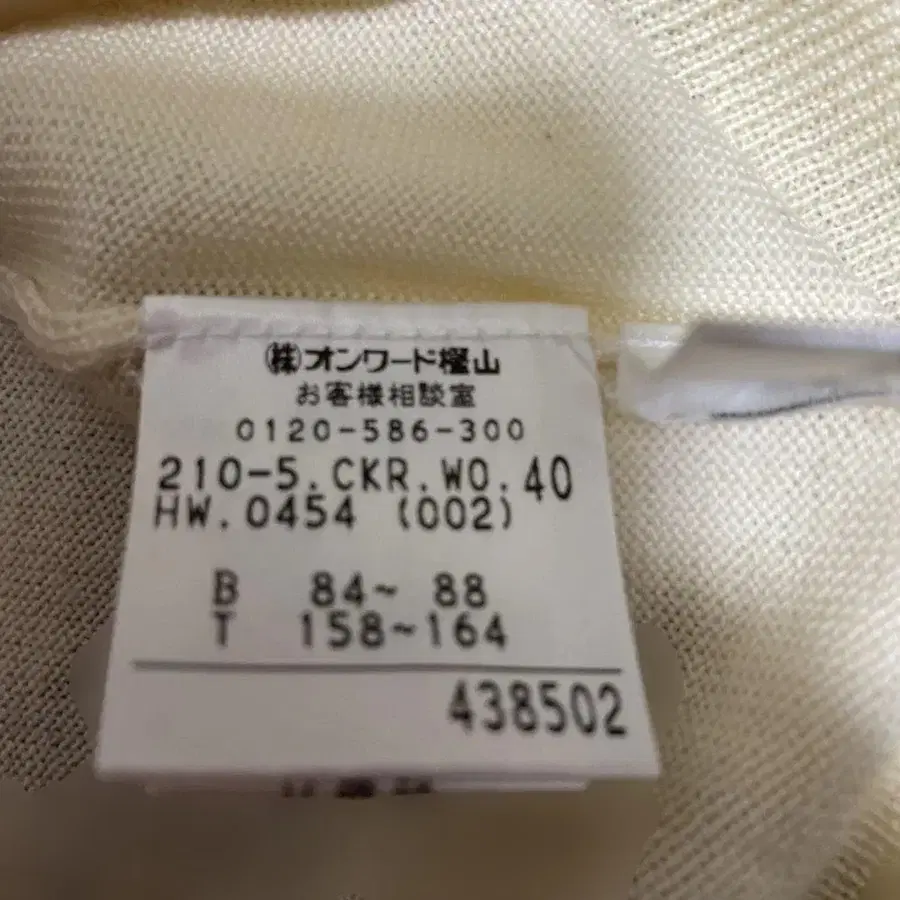 ㈱オンワード樫山
お客様相談室
0120-586-300
210-5.CKR.WO.40
HW.0454 (002)
B 84~ 88
T 158~164
438502